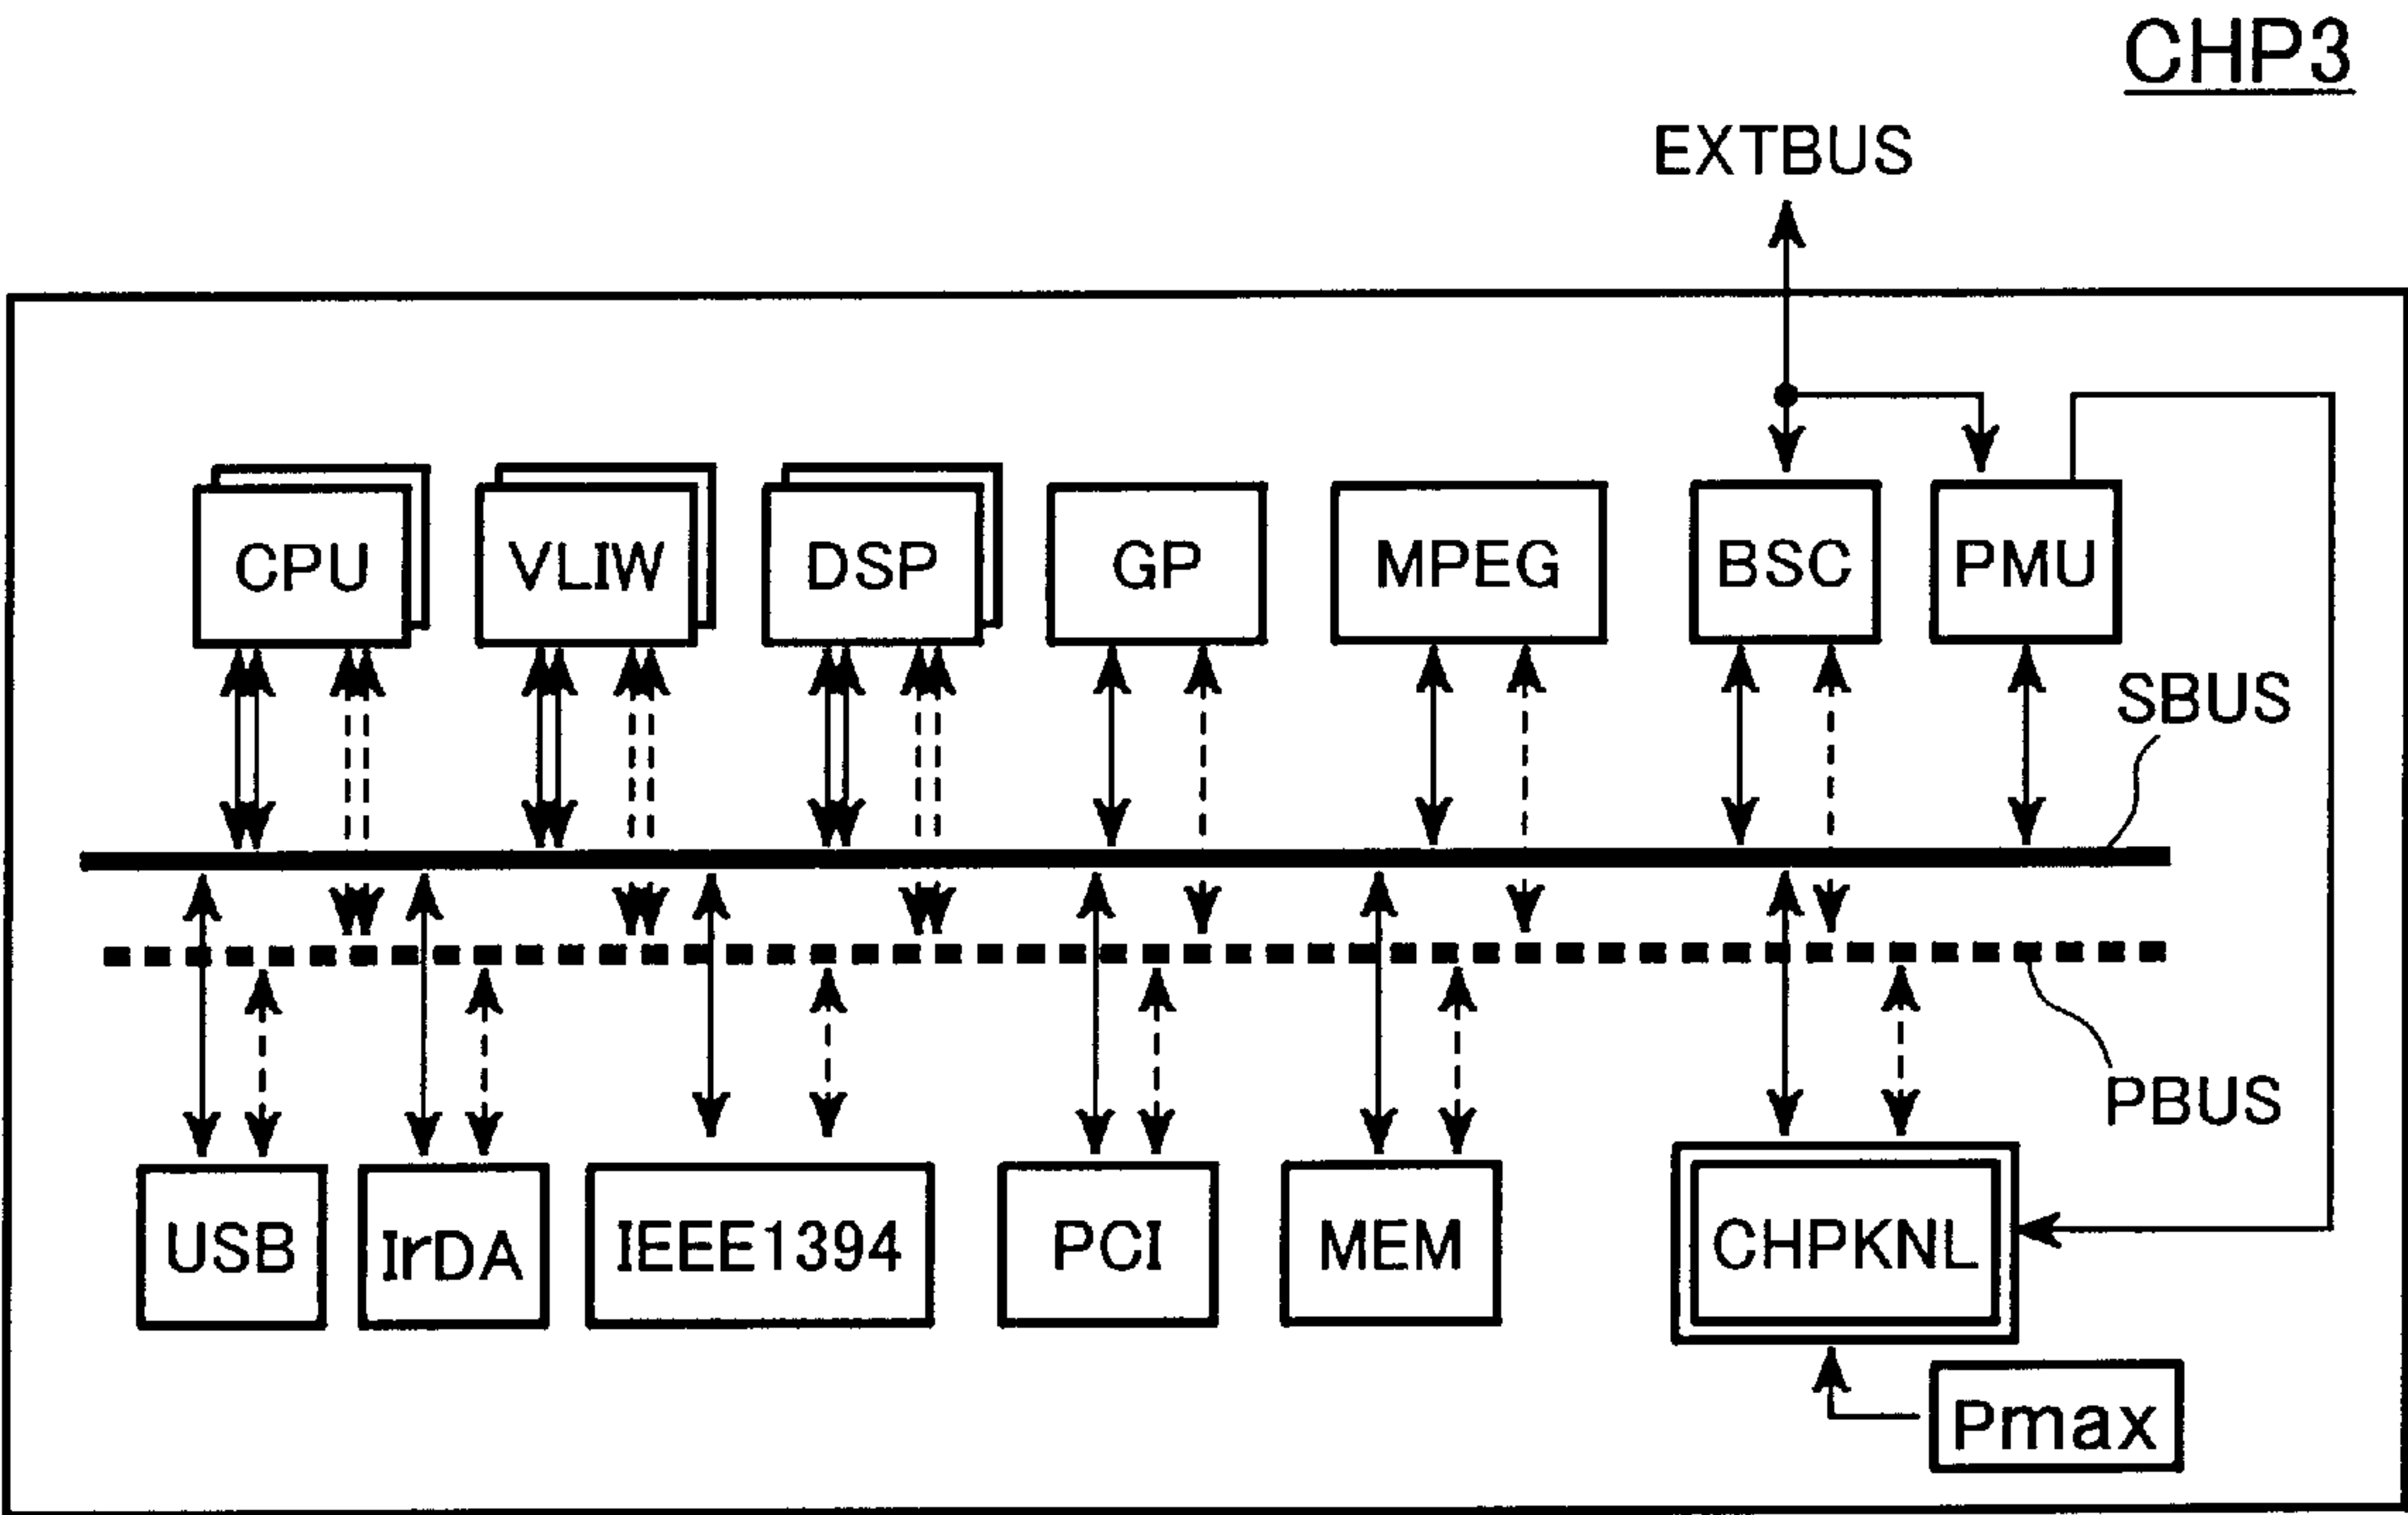 CHP3
EXTBUS
CPU
VLIW
DSP
GP
MPEG
BSC
PMU
SBUS
PBUS
USB
IrDA
IEEE1394
PCI
MEM
CHPKNL
Pmax